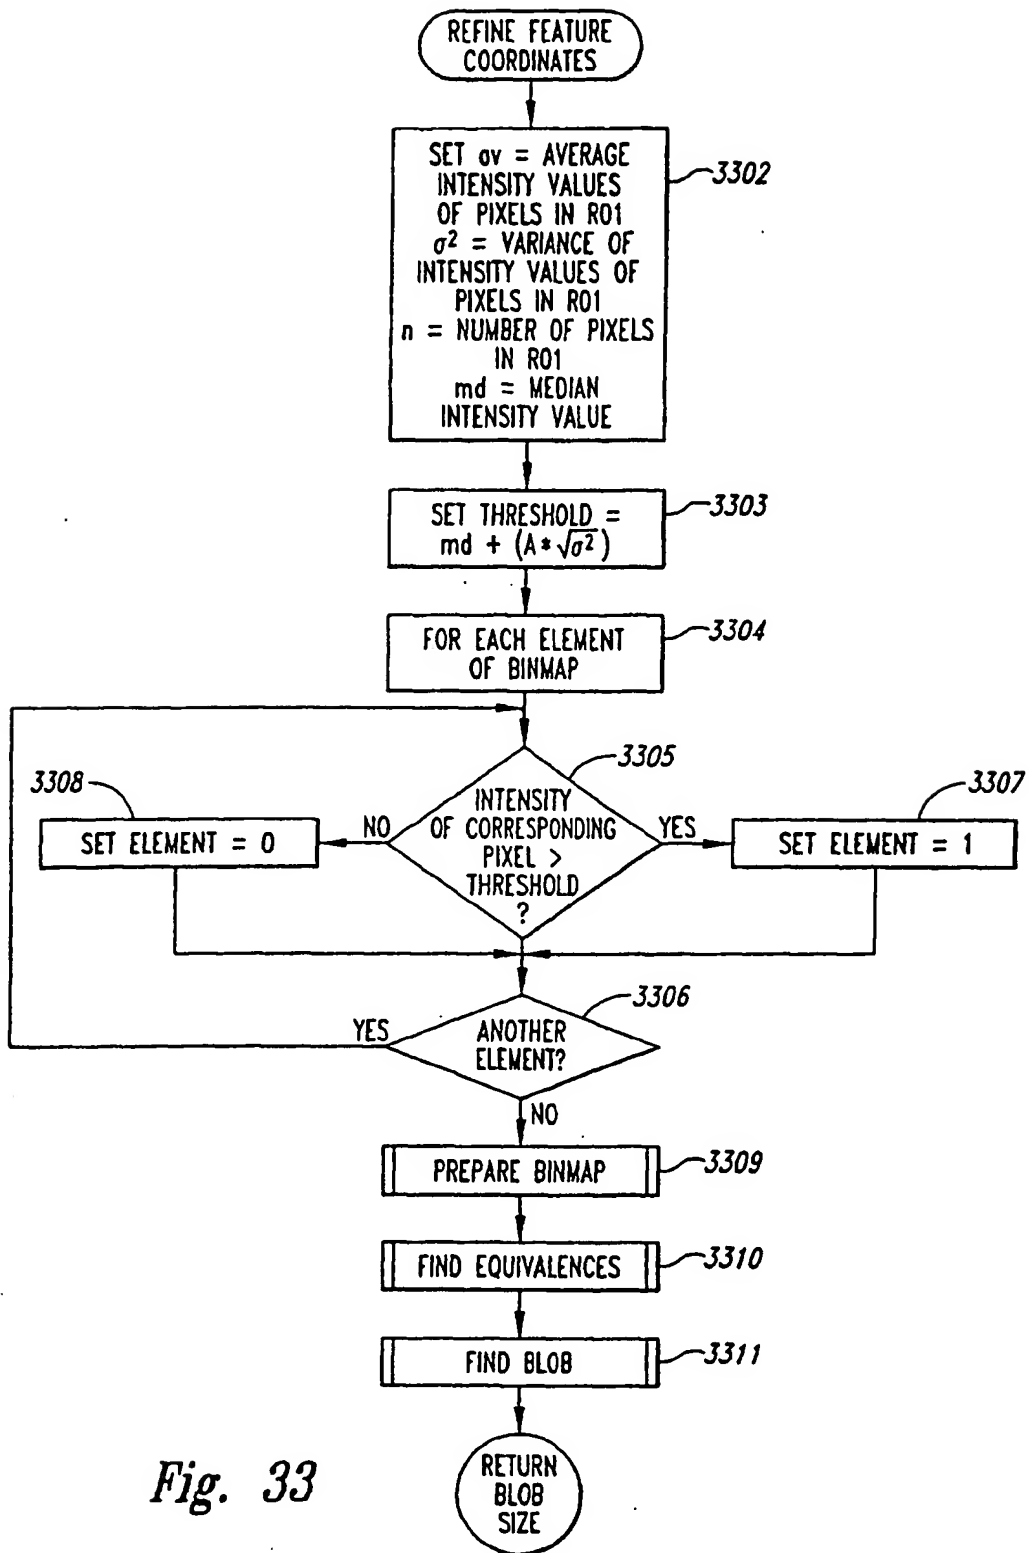 REFINE FEATURE
COORDINATES
SET av = AVERAGE
INTENSITY VALUES
OF PIXELS IN R01
σ² = VARIANCE OF
INTENSITY VALUES OF
PIXELS IN R01
n = NUMBER OF PIXELS
IN R01
md = MEDIAN
INTENSITY VALUE
3302
SET THRESHOLD =
md + (A*√σ²)
3303
FOR EACH ELEMENT
OF BINMAP
3304
3305
INTENSITY
OF CORRESPONDING
PIXEL >
THRESHOLD
?
NO
YES
3308
SET ELEMENT = 0
3307
SET ELEMENT = 1
3306
YES
ANOTHER
ELEMENT?
NO
PREPARE BINMAP
3309
FIND EQUIVALENCES
3310
FIND BLOB
3311
RETURN
BLOB
SIZE
Fig. 33